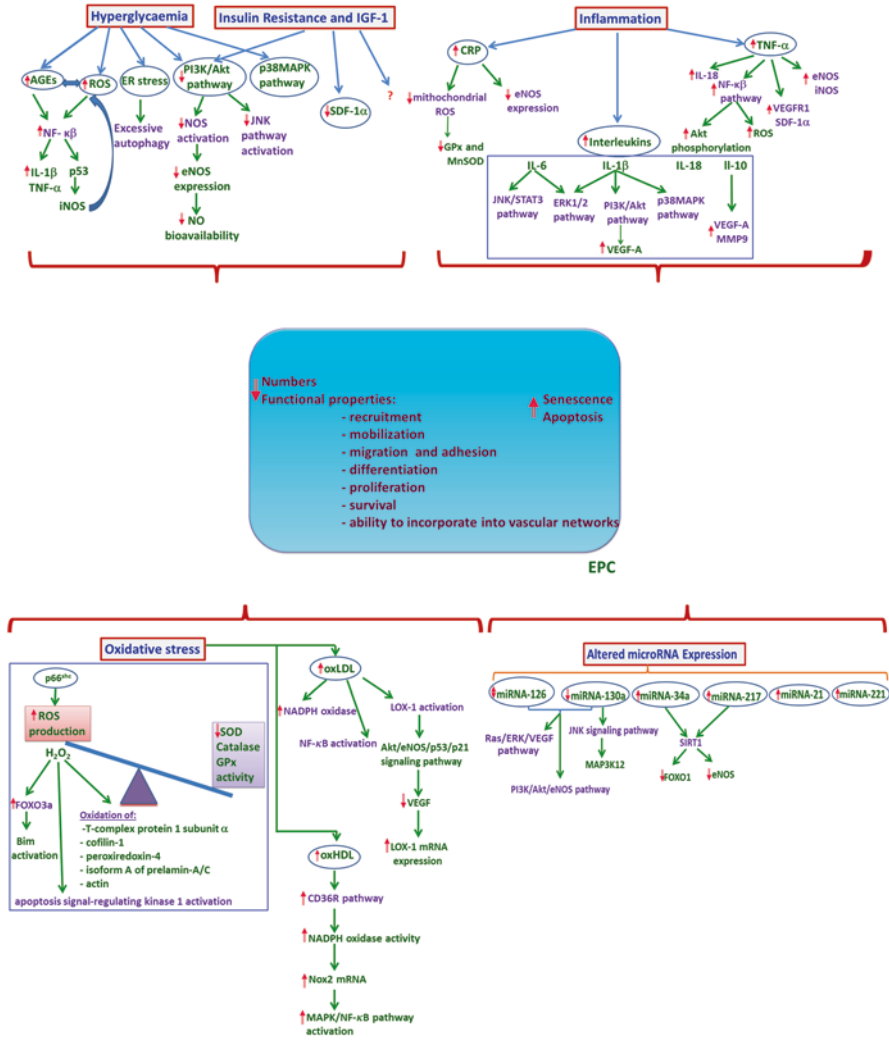 Hyperglycaemia
Insulin Resistance and IGF-1
AGEs
ROS
ER stress
PI3K/Akt
pathway
p38MAPK
pathway
SDF-1α
?
NF- κβ
Excessive
autophagy
NOS
activation
JNK
pathway
activation
IL-1β
TNF-α
p53
iNOS
eNOS
expression
NO
bioavailability
Inflammation
CRP
TNF-α
mithochondrial
ROS
eNOS
expression
GPx and
MnSOD
IL-18
NF-κβ
pathway
eNOS
iNOS
VEGFR1
SDF-1α
Akt
phosphorylation
ROS
Interleukins
IL-6
IL-1β
IL-18
Il-10
JNK/STAT3
pathway
ERK1/2
pathway
PI3K/Akt
pathway
p38MAPK
pathway
VEGF-A
MMP9
VEGF-A
Numbers
Functional properties:
- recruitment
- mobilization
- migration and adhesion
- differentiation
- proliferation
- survival
- ability to incorporate into vascular networks
Senescence
Apoptosis
EPC
Oxidative stress
p66shc
ROS
production
SOD
Catalase
GPx
activity
H2O2
FOXO3a
Bim
activation
Oxidation of:
-T-complex protein 1 subunit α
- cofilin-1
- peroxiredoxin-4
- isoform A of prelamin-A/C
- actin
apoptosis signal-regulating kinase 1 activation
oxLDL
NADPH oxidase
NF-κB activation
LOX-1 activation
Akt/eNOS/p53/p21
signaling pathway
VEGF
LOX-1 mRNA
expression
oxHDL
CD36R pathway
NADPH oxidase activity
Nox2 mRNA
MAPK/NF-κB pathway
activation
Altered microRNA Expression
miRNA-126
miRNA-130a
miRNA-34a
miRNA-217
miRNA-21
miRNA-221
Ras/ERK/VEGF
pathway
PI3K/Akt/eNOS pathway
JNK signaling pathway
MAP3K12
SIRT1
FOXO1
eNOS